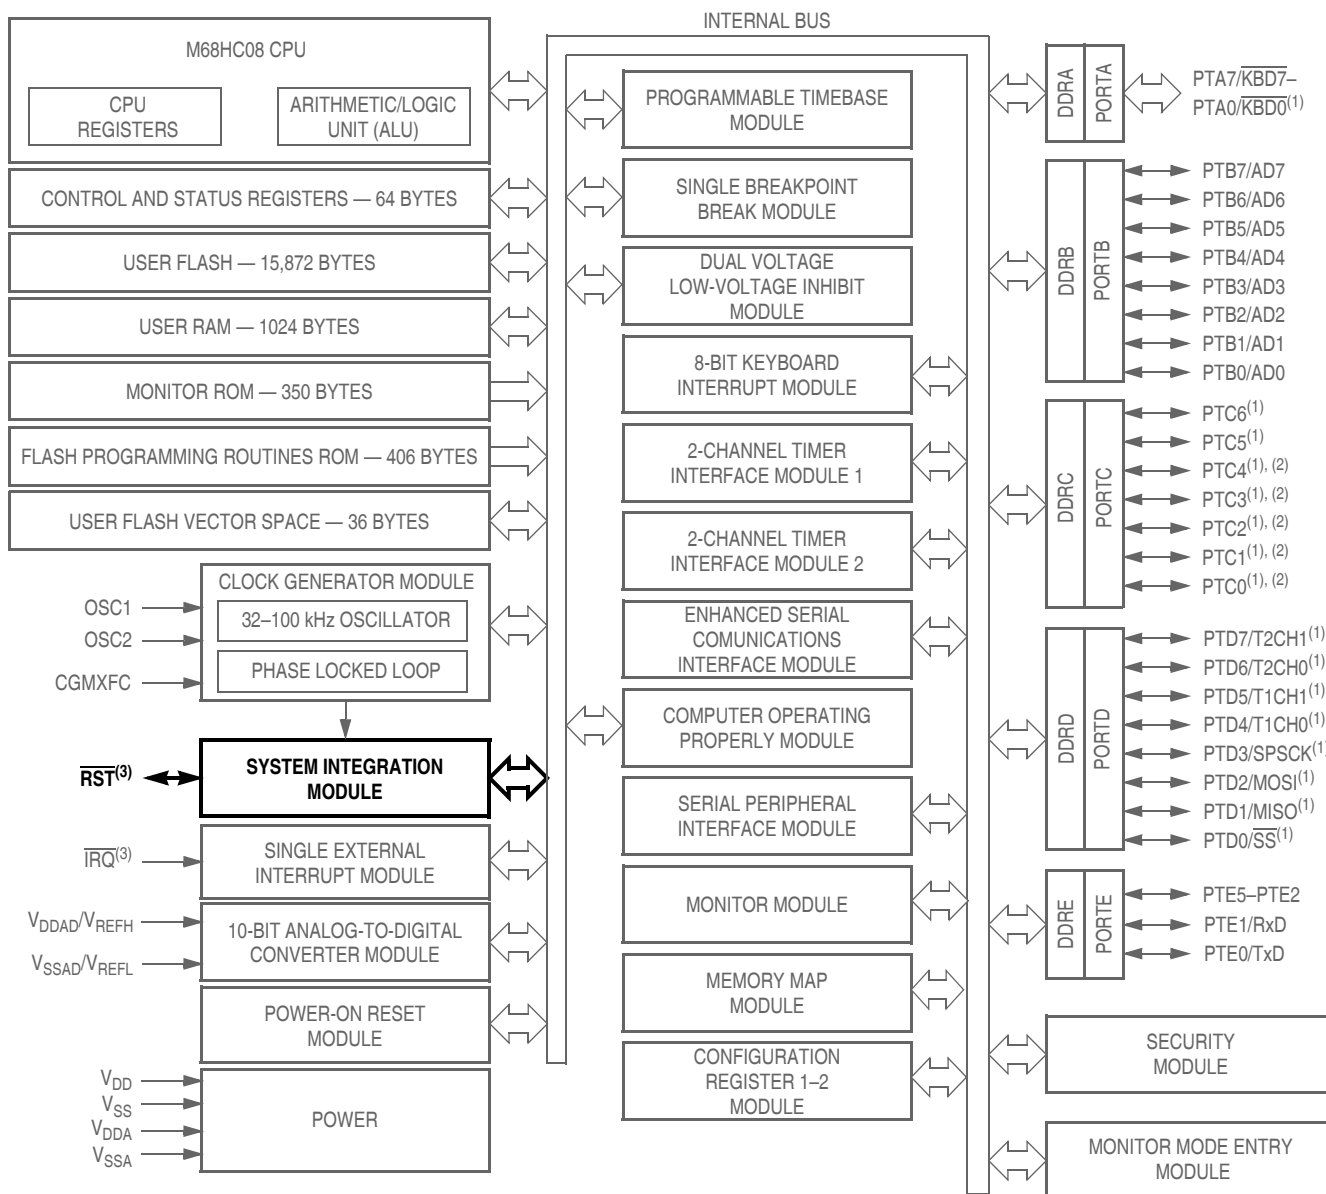 INTERNAL BUS
M68HC08 CPU
CPU
REGISTERS
ARITHMETIC/LOGIC
UNIT (ALU)
CONTROL AND STATUS REGISTERS — 64 BYTES
USER FLASH — 15,872 BYTES
USER RAM — 1024 BYTES
MONITOR ROM — 350 BYTES
FLASH PROGRAMMING ROUTINES ROM — 406 BYTES
USER FLASH VECTOR SPACE — 36 BYTES
CLOCK GENERATOR MODULE
32–100 kHz OSCILLATOR
PHASE LOCKED LOOP
OSC1
OSC2
CGMXFC
RST(3)
SYSTEM INTEGRATION
MODULE
IRQ(3)
SINGLE EXTERNAL
INTERRUPT MODULE
VDDAD/VREFH
VSSAD/VREFL
10-BIT ANALOG-TO-DIGITAL
CONVERTER MODULE
POWER-ON RESET
MODULE
VDD
VSS
VDDA
VSSA
POWER
PROGRAMMABLE TIMEBASE
MODULE
SINGLE BREAKPOINT
BREAK MODULE
DUAL VOLTAGE
LOW-VOLTAGE INHIBIT
MODULE
8-BIT KEYBOARD
INTERRUPT MODULE
2-CHANNEL TIMER
INTERFACE MODULE 1
2-CHANNEL TIMER
INTERFACE MODULE 2
ENHANCED SERIAL
COMUNICATIONS
INTERFACE MODULE
COMPUTER OPERATING
PROPERLY MODULE
SERIAL PERIPHERAL
INTERFACE MODULE
MONITOR MODULE
MEMORY MAP
MODULE
CONFIGURATION
REGISTER 1–2
MODULE
DDRA
PORTA
PTA7/KBD7–
PTA0/KBD0(1)
DDRB
PORTB
PTB7/AD7
PTB6/AD6
PTB5/AD5
PTB4/AD4
PTB3/AD3
PTB2/AD2
PTB1/AD1
PTB0/AD0
DDRC
PORTC
PTC6(1)
PTC5(1)
PTC4(1), (2)
PTC3(1), (2)
PTC2(1), (2)
PTC1(1), (2)
PTC0(1), (2)
DDRD
PORTD
PTD7/T2CH1(1)
PTD6/T2CH0(1)
PTD5/T1CH1(1)
PTD4/T1CH0(1)
PTD3/SPSCK(1)
PTD2/MOSI(1)
PTD1/MISO(1)
PTD0/SS(1)
DDRE
PORTE
PTE5–PTE2
PTE1/RxD
PTE0/TxD
SECURITY
MODULE
MONITOR MODE ENTRY
MODULE